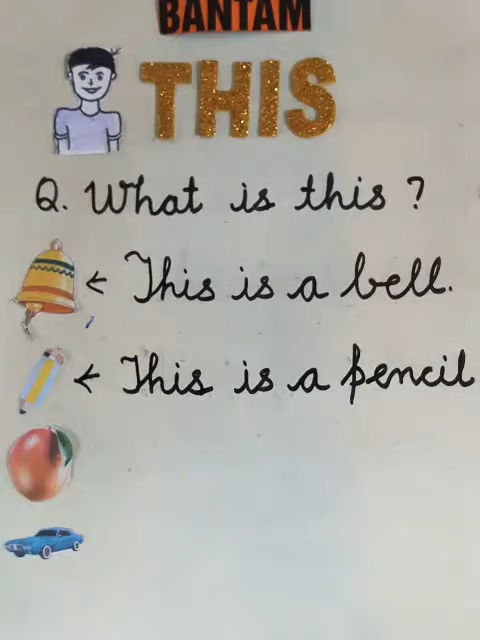 BANTAM
THIS
Q. What is this ?
← This is a bell.
← This is a pencil